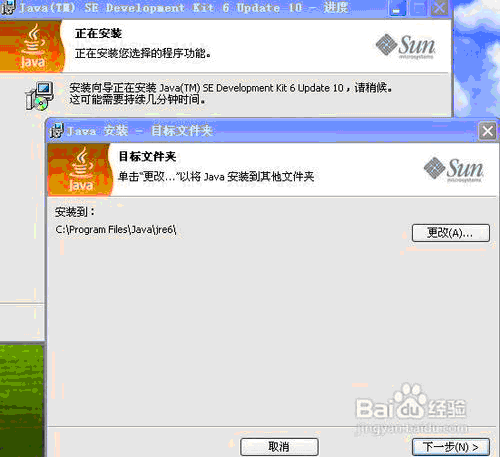 Java(TM) SE Development Kit 6 Update 10 - 进度
Java
正在安装
正在安装您选择的程序功能。
Sun
microsystems
安装向导正在安装 Java(TM) SE Development Kit 6 Update 10，请稍候。
这可能需要持续几分钟时间。
Java 安装 - 目标文件夹
Java
目标文件夹
单击“更改...”以将 Java 安装到其他文件夹
Sun
microsystems
安装到：
C:\Program Files\Java\jre6\
更改(A)...
Baidu经验
jingyan.baidu.com
取消
下一步(N) >